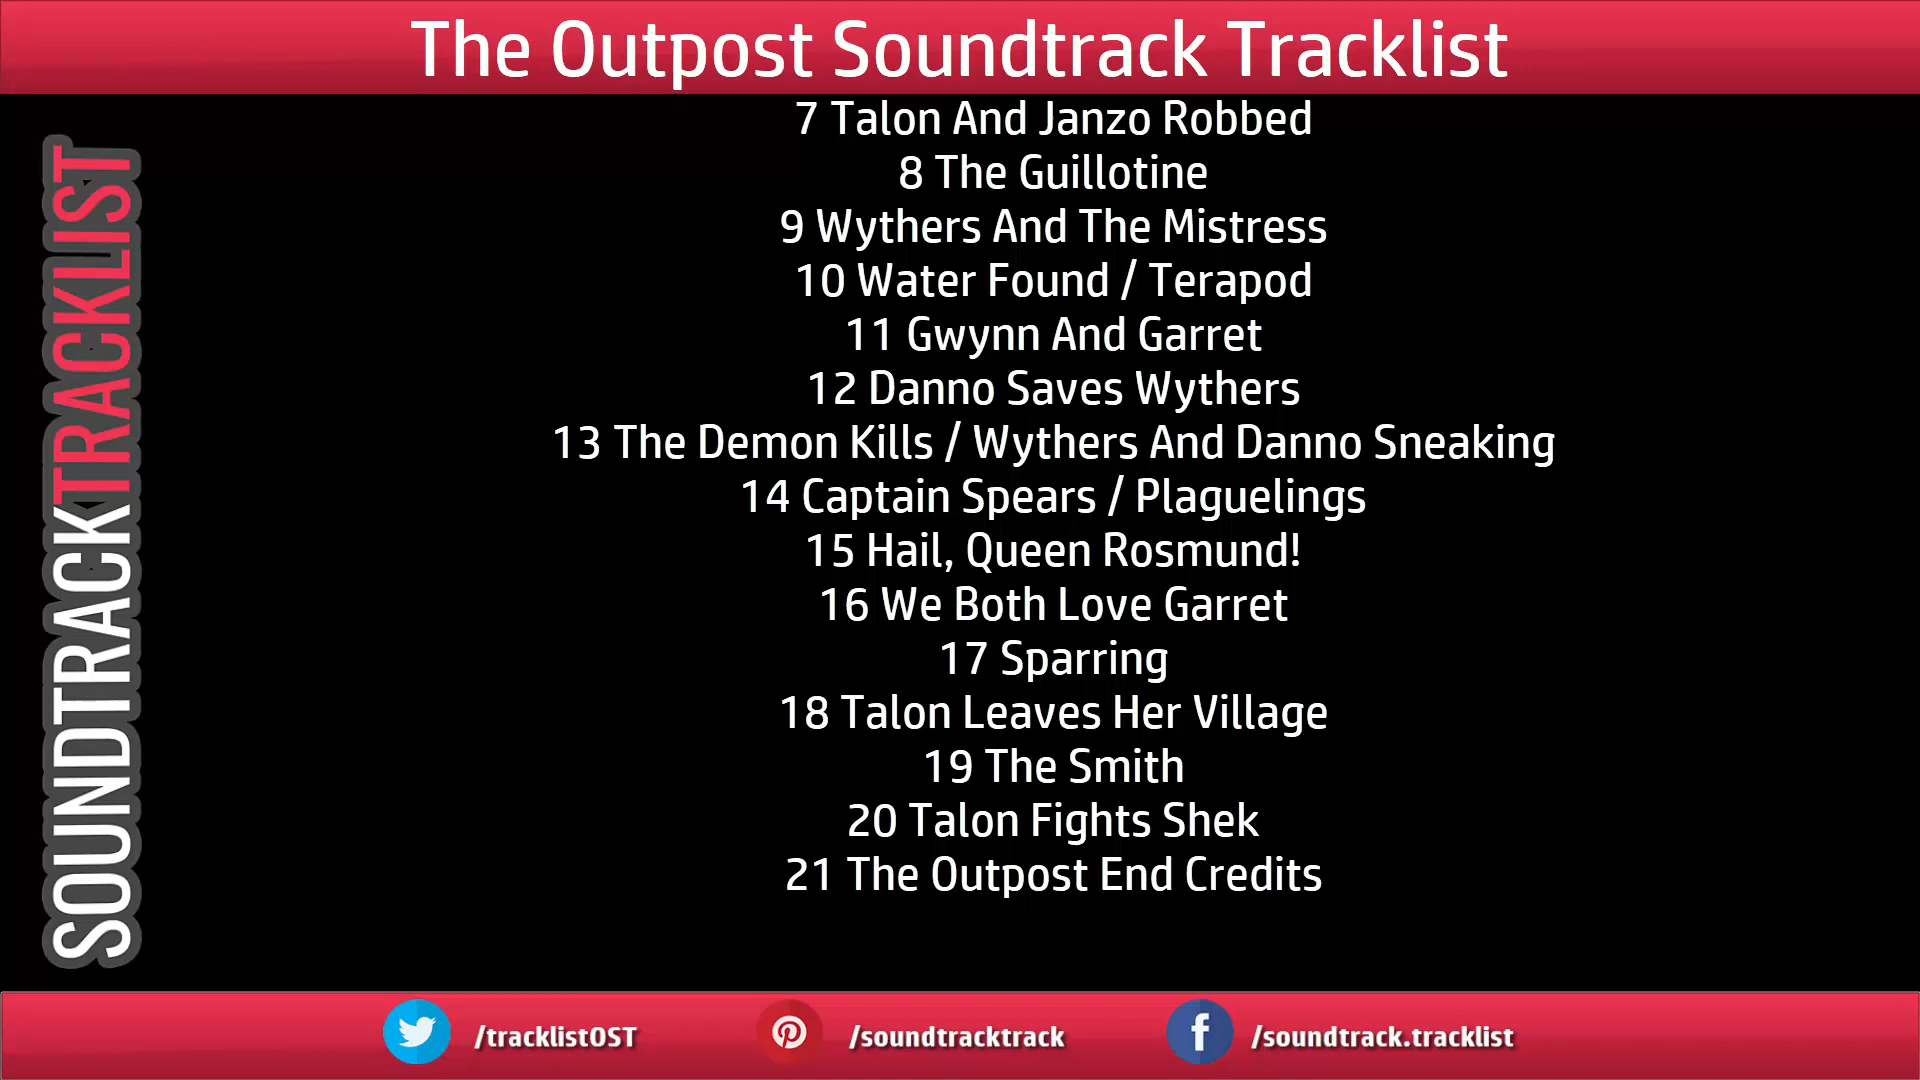 The Outpost Soundtrack Tracklist
SOUNDTRACKTRACKLIST
7 Talon And Janzo Robbed
8 The Guillotine
9 Wythers And The Mistress
10 Water Found / Terapod
11 Gwynn And Garret
12 Danno Saves Wythers
13 The Demon Kills / Wythers And Danno Sneaking
14 Captain Spears / Plaguelings
15 Hail, Queen Rosmund!
16 We Both Love Garret
17 Sparring
18 Talon Leaves Her Village
19 The Smith
20 Talon Fights Shek
21 The Outpost End Credits
/tracklistOST
/soundtracktrack
/soundtrack.tracklist